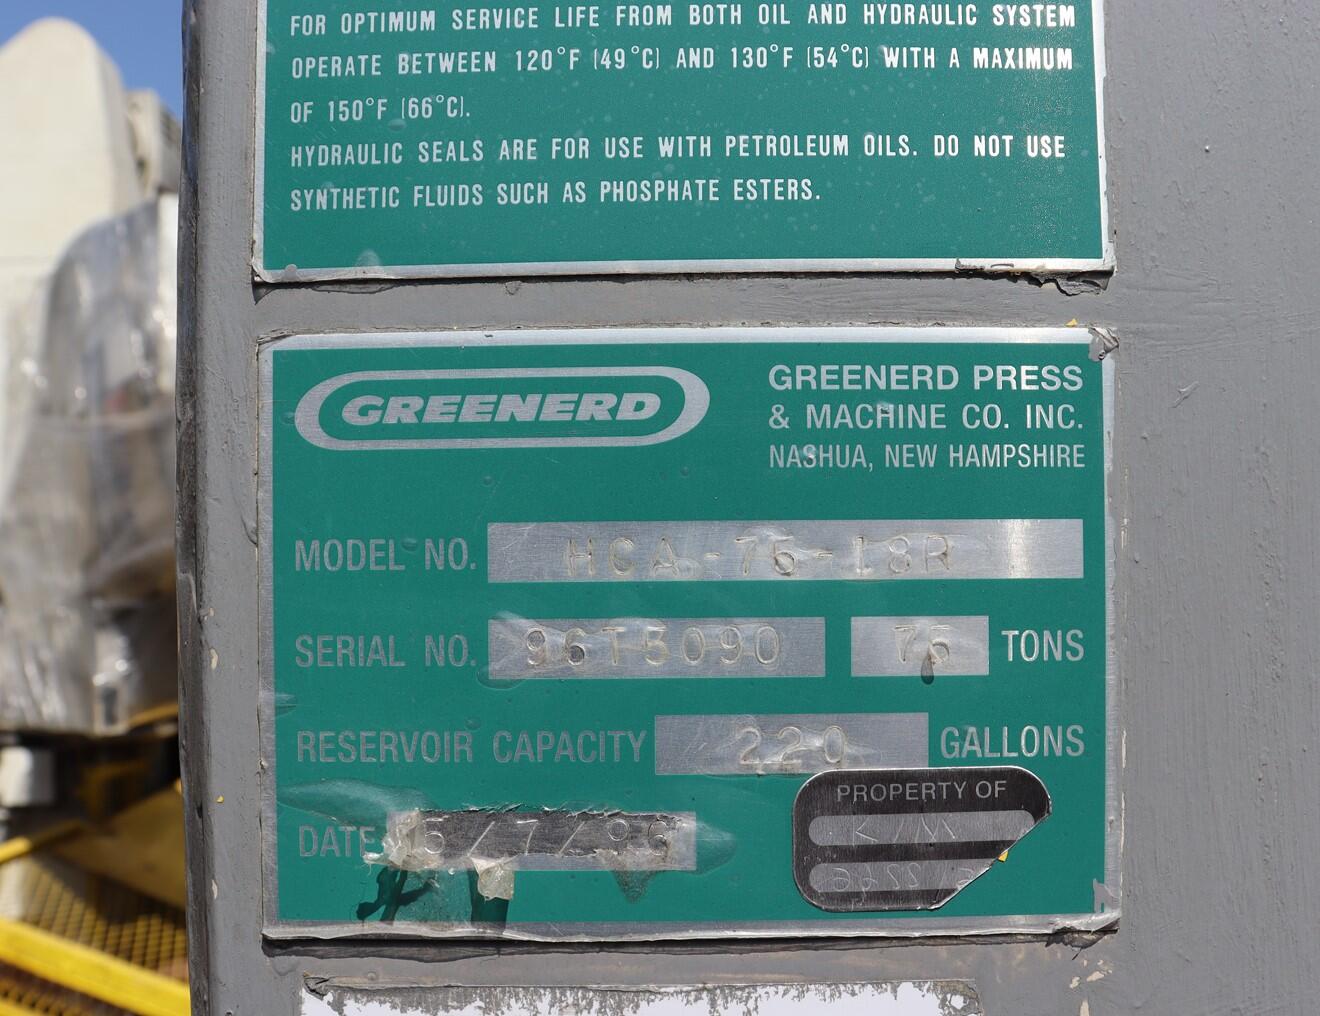 FOR OPTIMUM SERVICE LIFE FROM BOTH OIL AND HYDRAULIC SYSTEM
OPERATE BETWEEN 120°F (49°C) AND 130°F (54°C) WITH A MAXIMUM
OF 150°F (66°C).
HYDRAULIC SEALS ARE FOR USE WITH PETROLEUM OILS. DO NOT USE
SYNTHETIC FLUIDS SUCH AS PHOSPHATE ESTERS.
GREENERD
GREENERD PRESS
& MACHINE CO. INC.
NASHUA, NEW HAMPSHIRE
MODEL NO. HCA-75-18R
SERIAL NO. 96T5090 75 TONS
RESERVOIR CAPACITY 220 GALLONS
DATE 5/7/96
PROPERTY OF